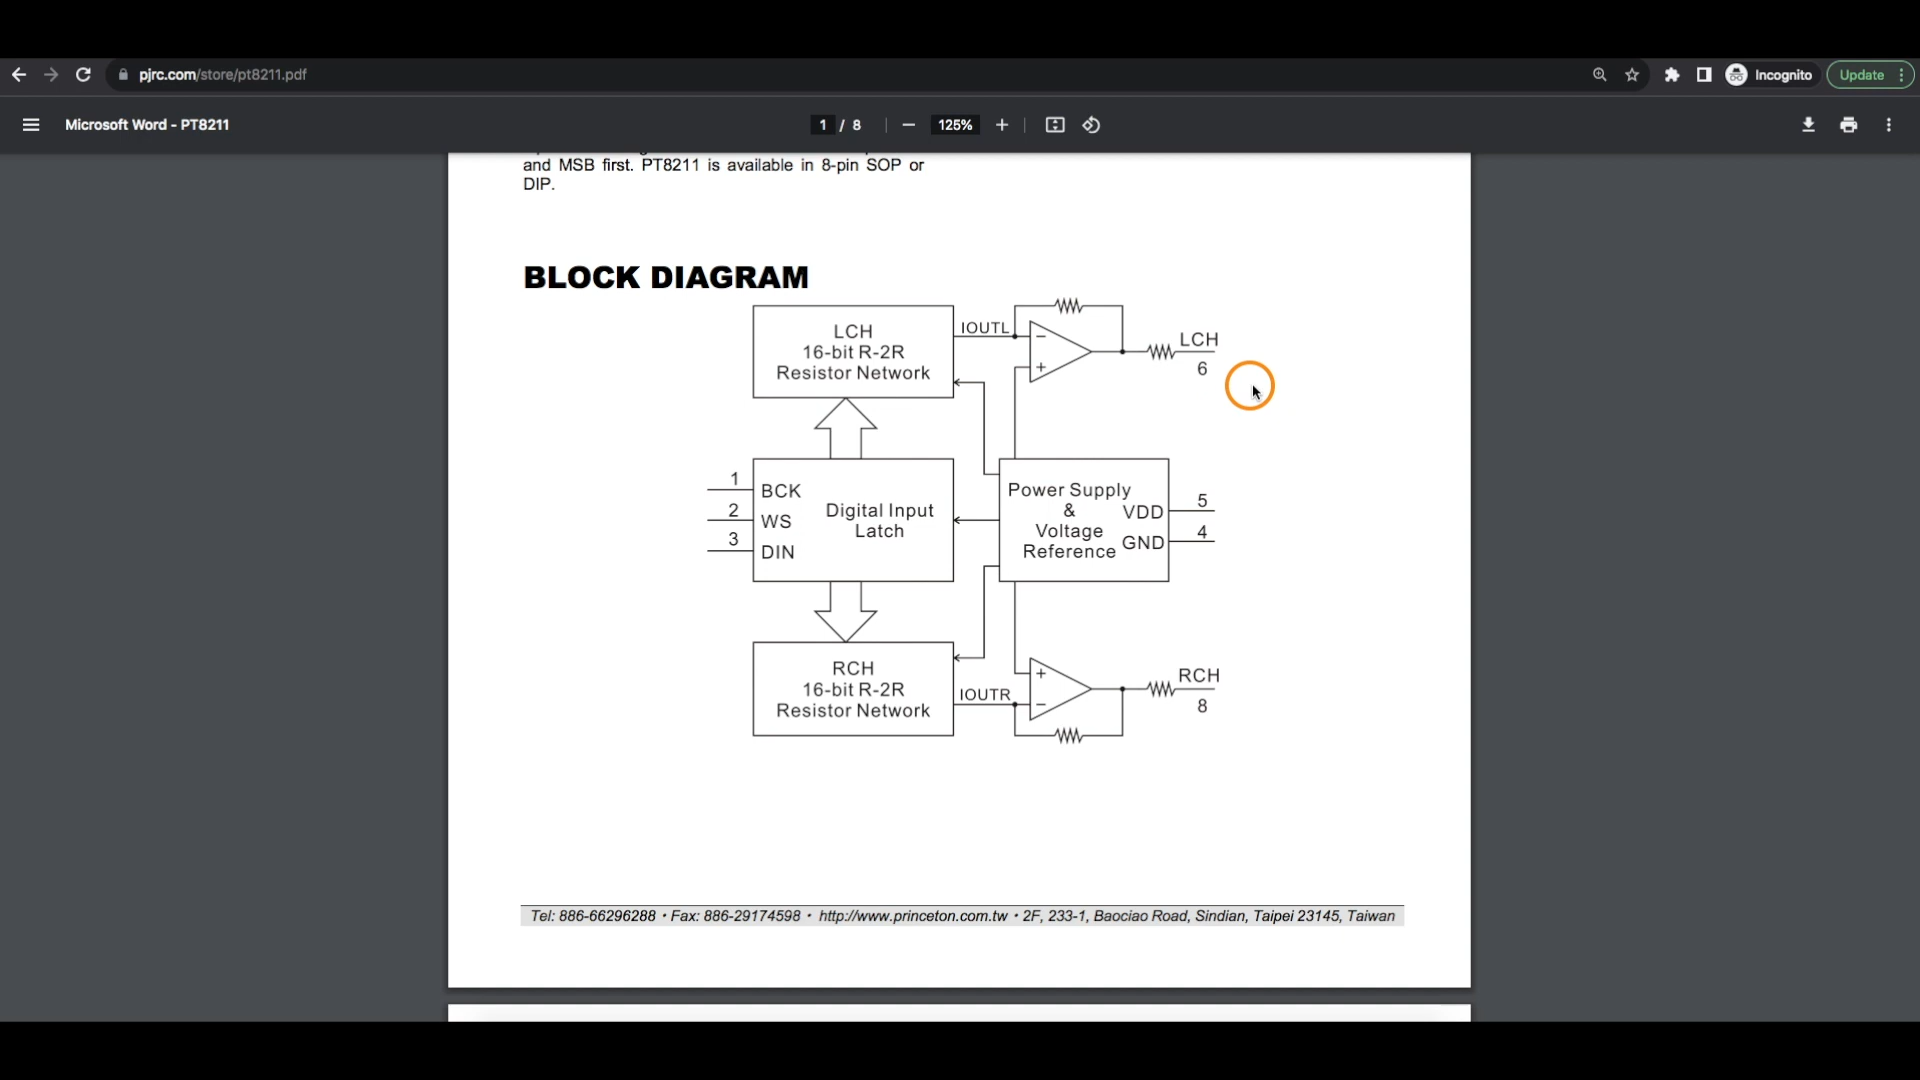 pjrc.com/store/pt8211.pdf
Incognito
Update
Microsoft Word - PT8211
1 / 8
125%
and MSB first. PT8211 is available in 8-pin SOP or
DIP.
BLOCK DIAGRAM
LCH
16-bit R-2R
Resistor Network
IOUTL
−
+
LCH
6
1
BCK
2
WS
3
DIN
Digital Input
Latch
Power Supply
&
Voltage
Reference
VDD
5
GND
4
RCH
16-bit R-2R
Resistor Network
IOUTR
+
−
RCH
8
Tel: 886-66296288 • Fax: 886-29174598 • http://www.princeton.com.tw • 2F, 233-1, Baociao Road, Sindian, Taipei 23145, Taiwan